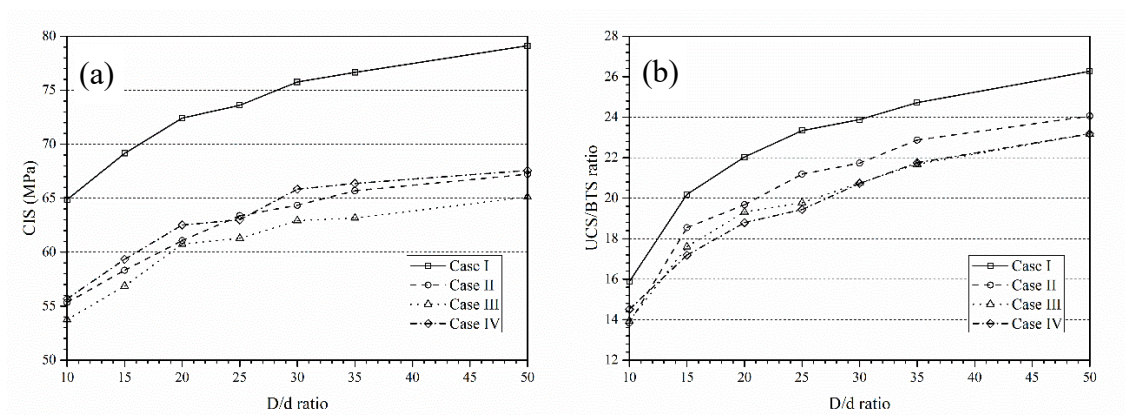 (a)
CIS (MPa)
80
75
70
65
60
55
50
10 15 20 25 30 35 40 45 50
D/d ratio
Case I
Case II
Case III
Case IV
(b)
UCS/BTS ratio
28
26
24
22
20
18
16
14
12
10 15 20 25 30 35 40 45 50
D/d ratio
Case I
Case II
Case III
Case IV